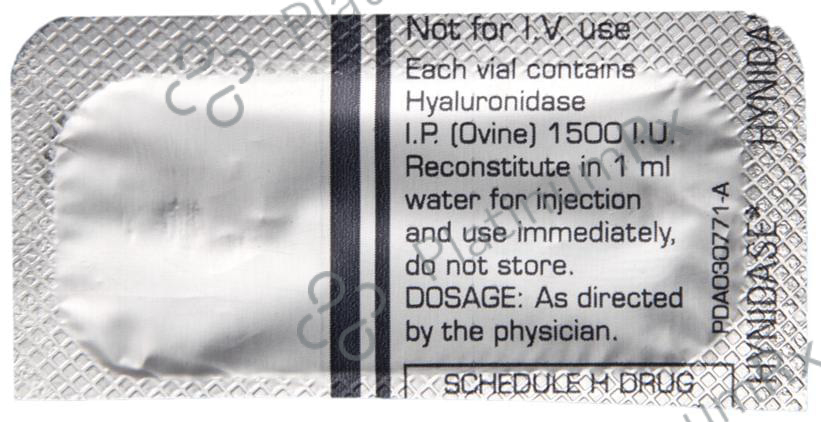 Not for I.V. use
Each vial contains
Hyaluronidase
I.P. (Ovine) 1500 I.U.
Reconstitute in 1 ml
water for injection
and use immediately,
do not store.
DOSAGE: As directed
by the physician.
SCHEDULE H DRUG
PDA030771-A
HYNIDASE*
HYNIDA
PlatinumRx